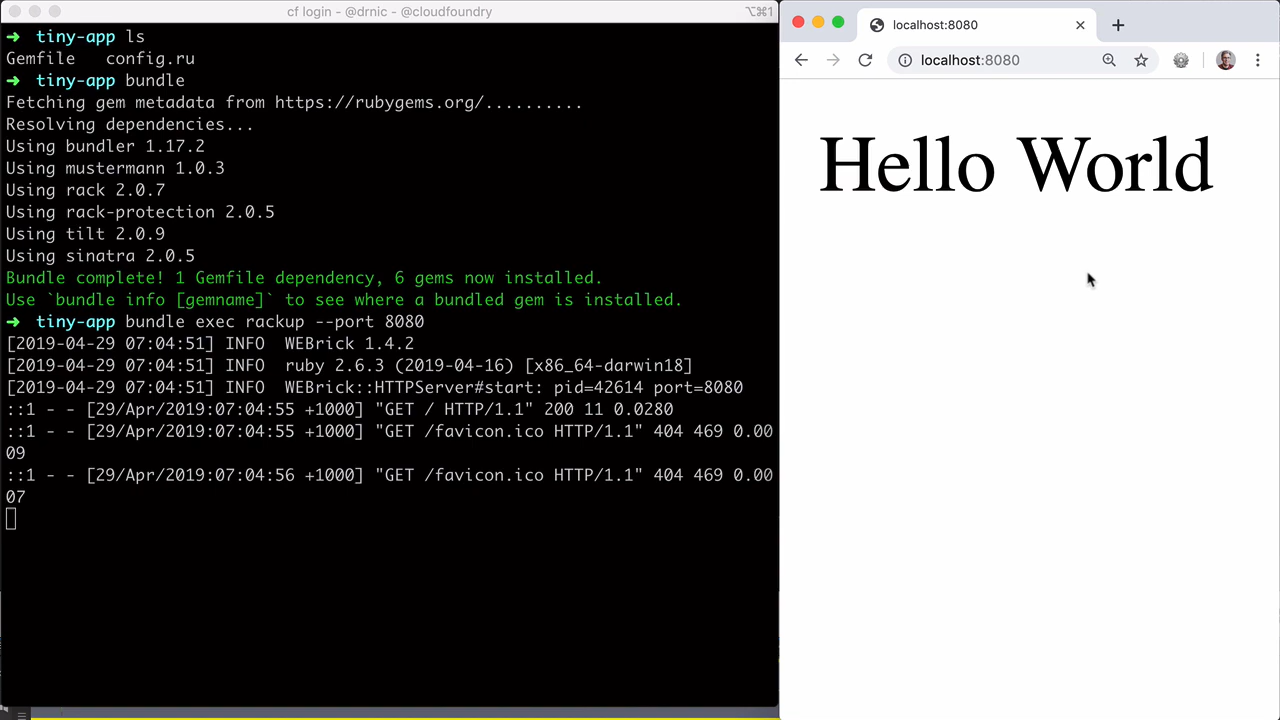 cf login - @drnic - @cloudfoundry
⌥⌘1
➜ tiny-app ls
Gemfile config.ru
➜ tiny-app bundle
Fetching gem metadata from https://rubygems.org/..........
Resolving dependencies...
Using bundler 1.17.2
Using mustermann 1.0.3
Using rack 2.0.7
Using rack-protection 2.0.5
Using tilt 2.0.9
Using sinatra 2.0.5
Bundle complete! 1 Gemfile dependency, 6 gems now installed.
Use `bundle info [gemname]` to see where a bundled gem is installed.
➜ tiny-app bundle exec rackup --port 8080
[2019-04-29 07:04:51] INFO  WEBrick 1.4.2
[2019-04-29 07:04:51] INFO  ruby 2.6.3 (2019-04-16) [x86_64-darwin18]
[2019-04-29 07:04:51] INFO  WEBrick::HTTPServer#start: pid=42614 port=8080
::1 - - [29/Apr/2019:07:04:55 +1000] "GET / HTTP/1.1" 200 11 0.0280
::1 - - [29/Apr/2019:07:04:55 +1000] "GET /favicon.ico HTTP/1.1" 404 469 0.00
09
::1 - - [29/Apr/2019:07:04:56 +1000] "GET /favicon.ico HTTP/1.1" 404 469 0.00
07
localhost:8080
localhost:8080
Hello World